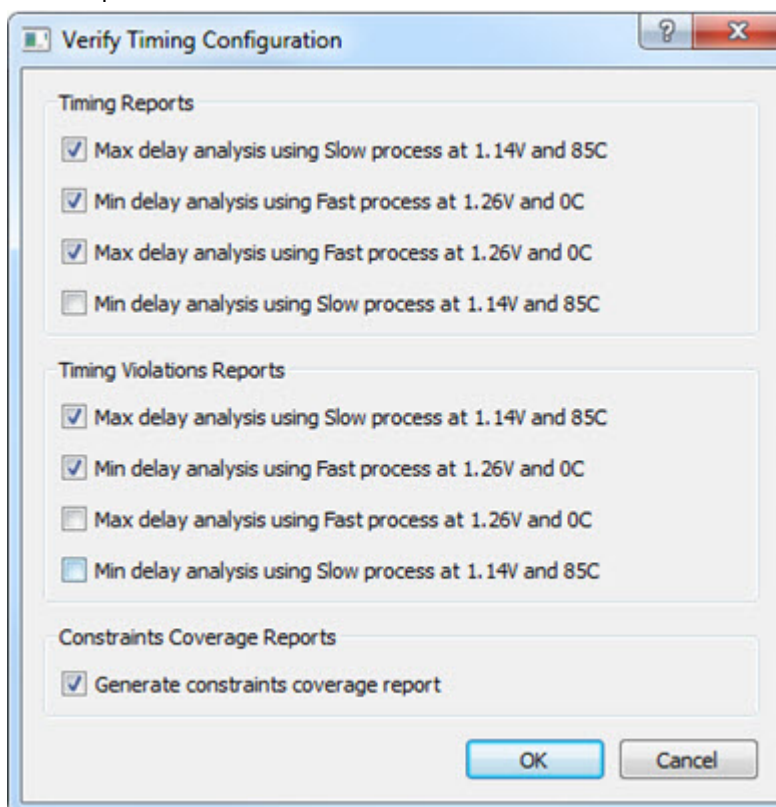 Verify Timing Configuration
Timing Reports
Max delay analysis using Slow process at 1.14V and 85C
Min delay analysis using Fast process at 1.26V and 0C
Max delay analysis using Fast process at 1.26V and 0C
Min delay analysis using Slow process at 1.14V and 85C
Timing Violations Reports
Max delay analysis using Slow process at 1.14V and 85C
Min delay analysis using Fast process at 1.26V and 0C
Max delay analysis using Fast process at 1.26V and 0C
Min delay analysis using Slow process at 1.14V and 85C
Constraints Coverage Reports
Generate constraints coverage report
OK Cancel